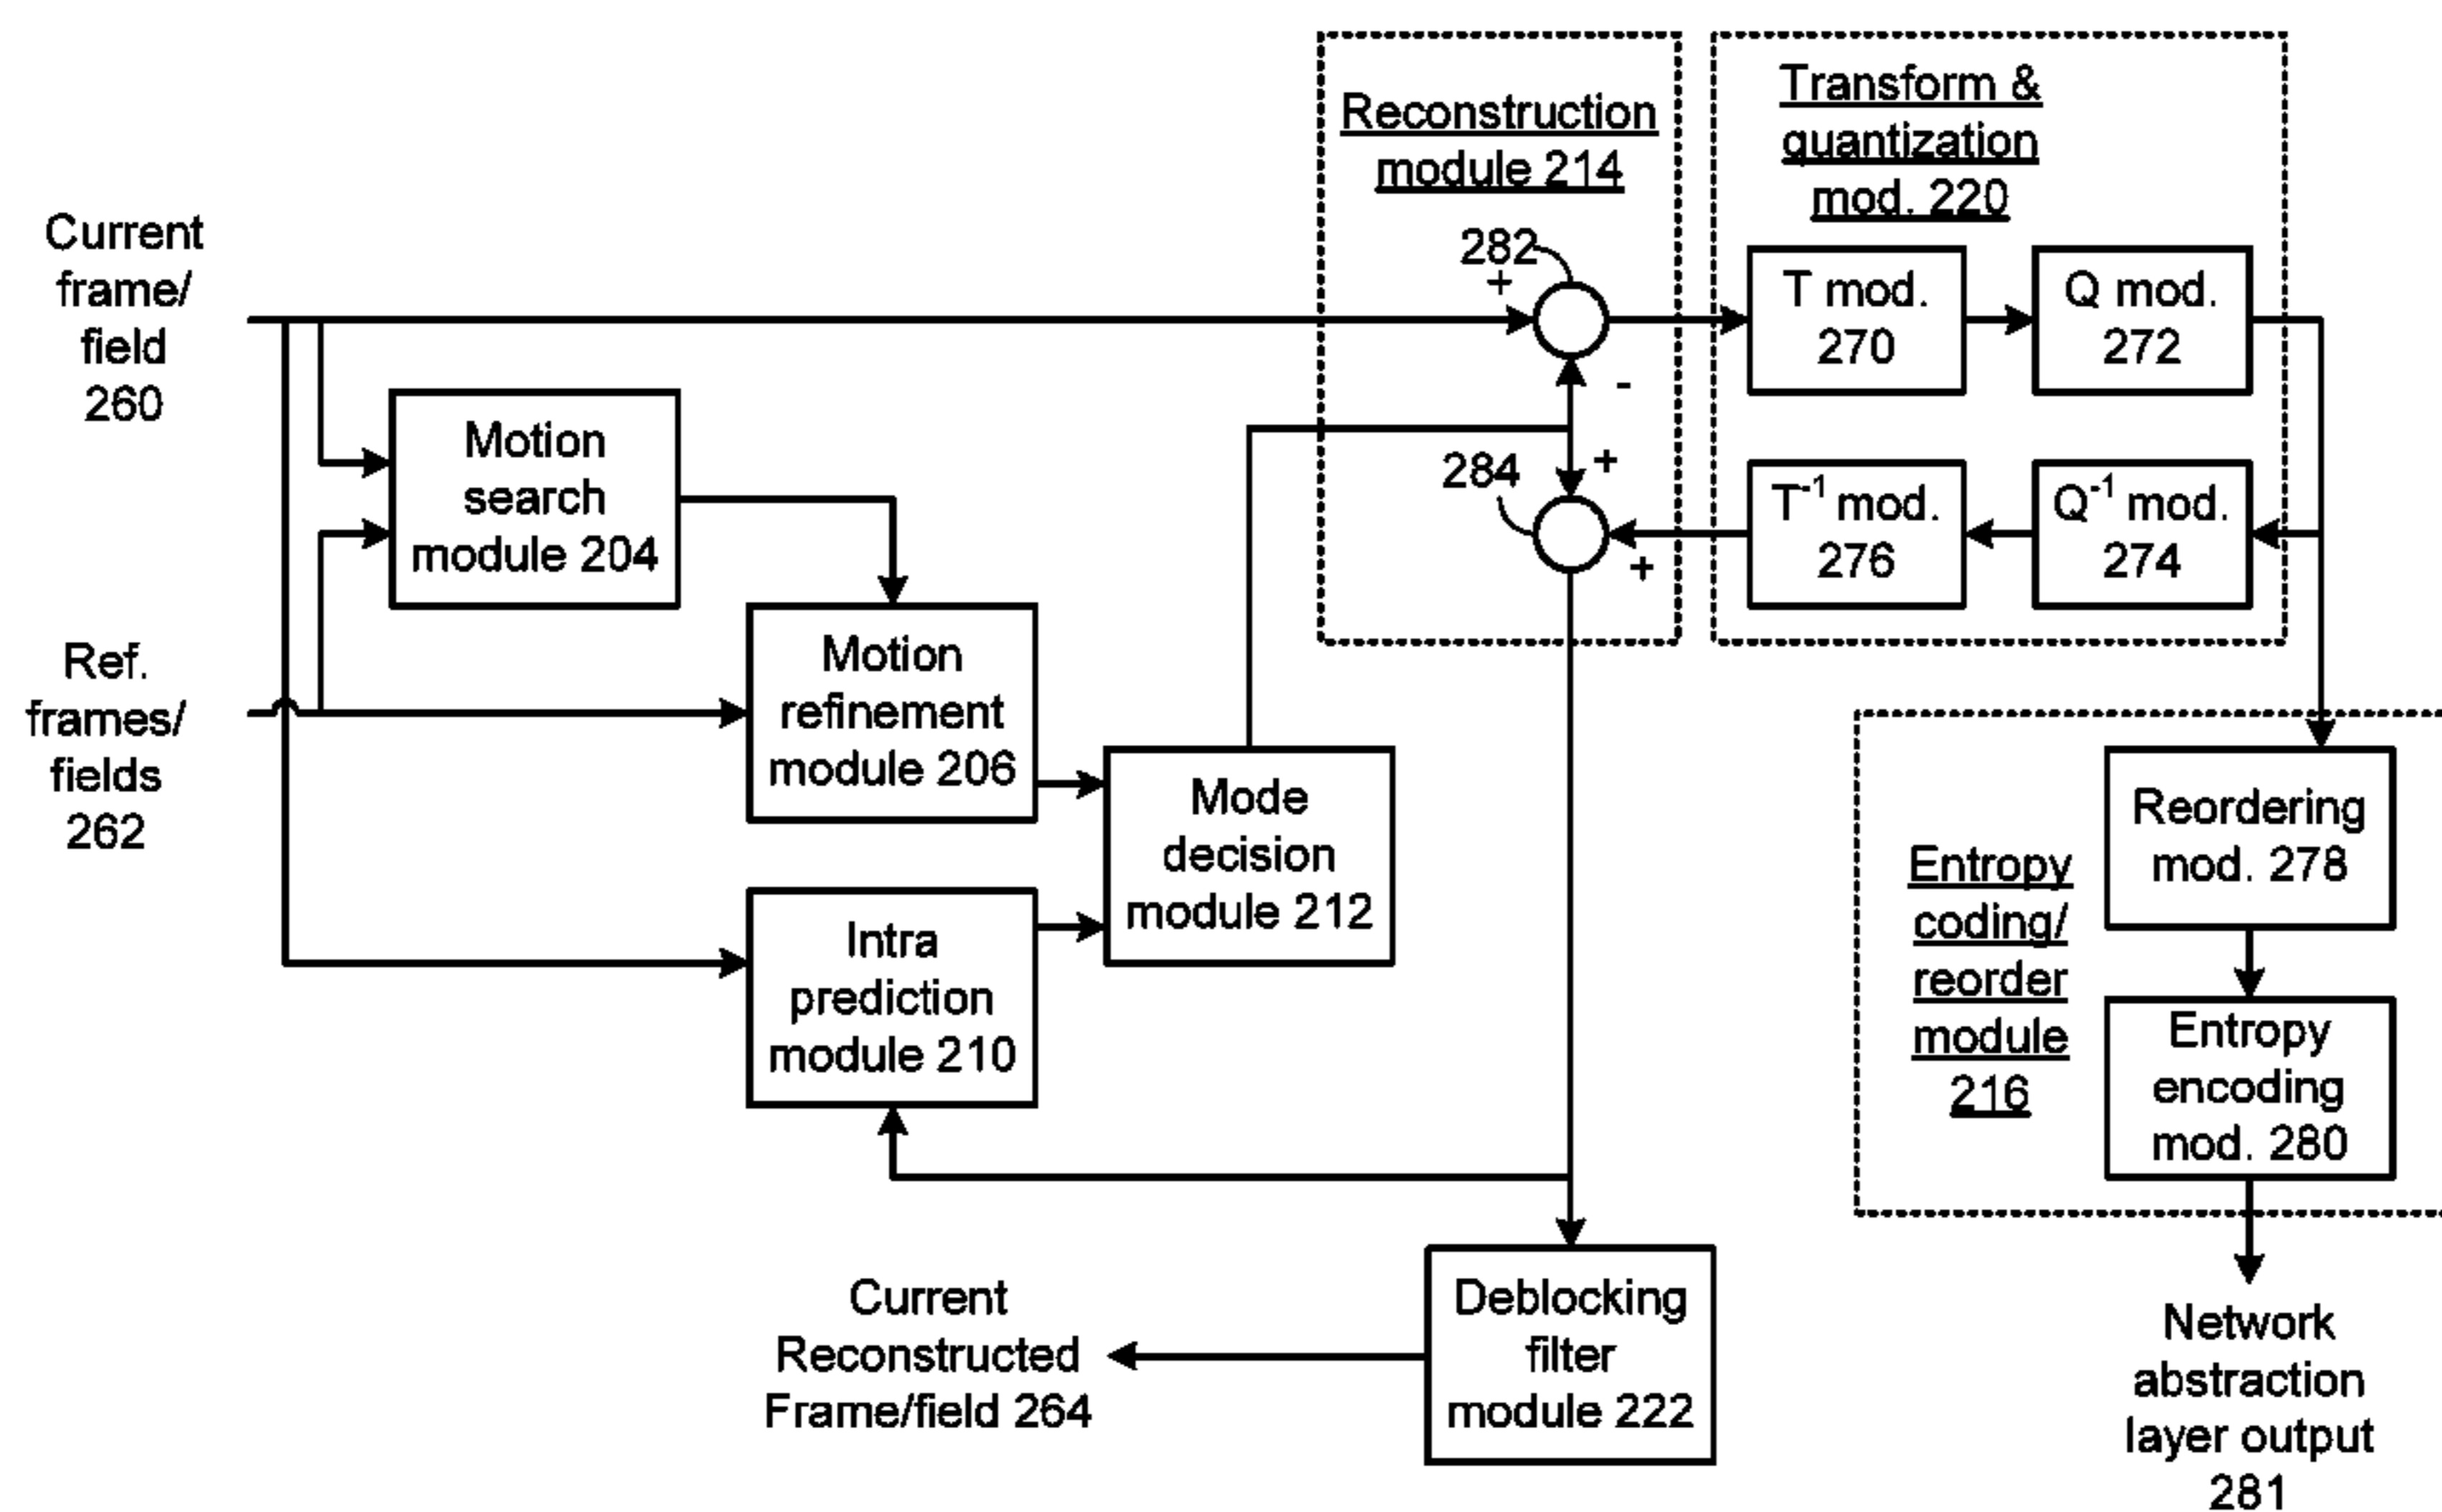 Reconstruction
module 214
Transform &
quantization
mod. 220
Current
frame/
field
260
282
+
-
T mod.
270
Q mod.
272
Motion
search
module 204
284
+
+
T-1 mod.
276
Q-1 mod.
274
Ref.
frames/
fields
262
Motion
refinement
module 206
Mode
decision
module 212
Intra
prediction
module 210
Entropy
coding/
reorder
module
216
Reordering
mod. 278
Entropy
encoding
mod. 280
Current
Reconstructed
Frame/field 264
Deblocking
filter
module 222
Network
abstraction
layer output
281